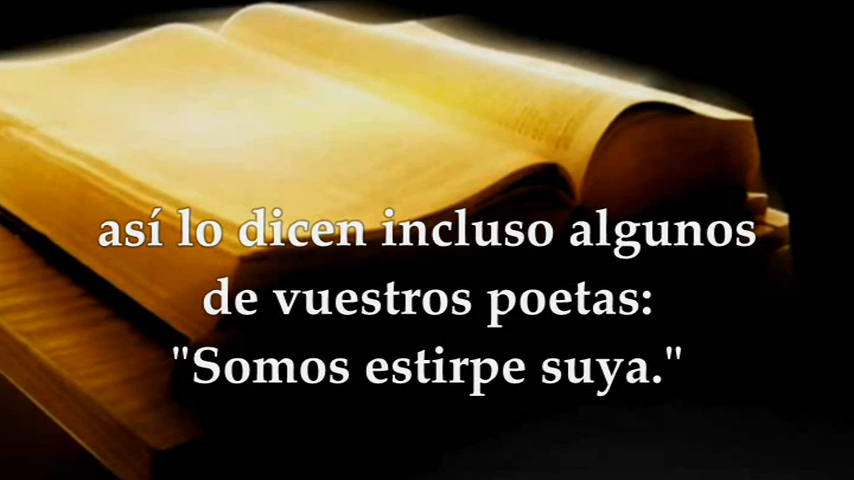 así lo dicen incluso algunos
de vuestros poetas:
"Somos estirpe suya."